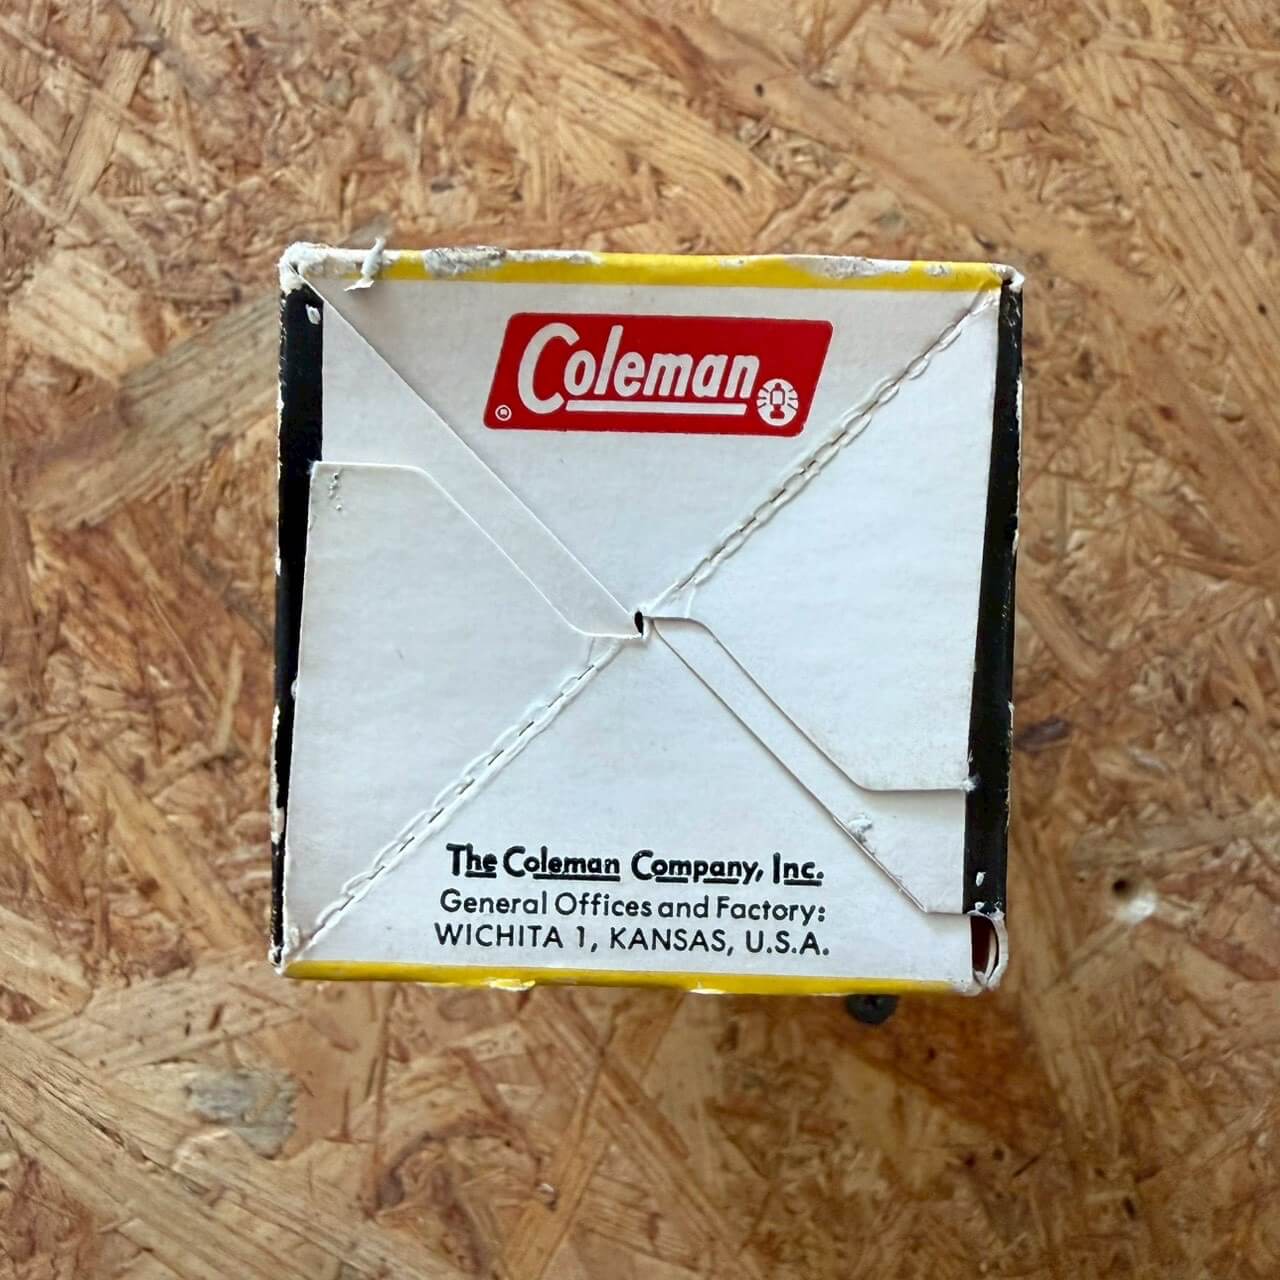 Coleman
®
The Coleman Company, Inc.
General Offices and Factory:
WICHITA 1, KANSAS, U.S.A.